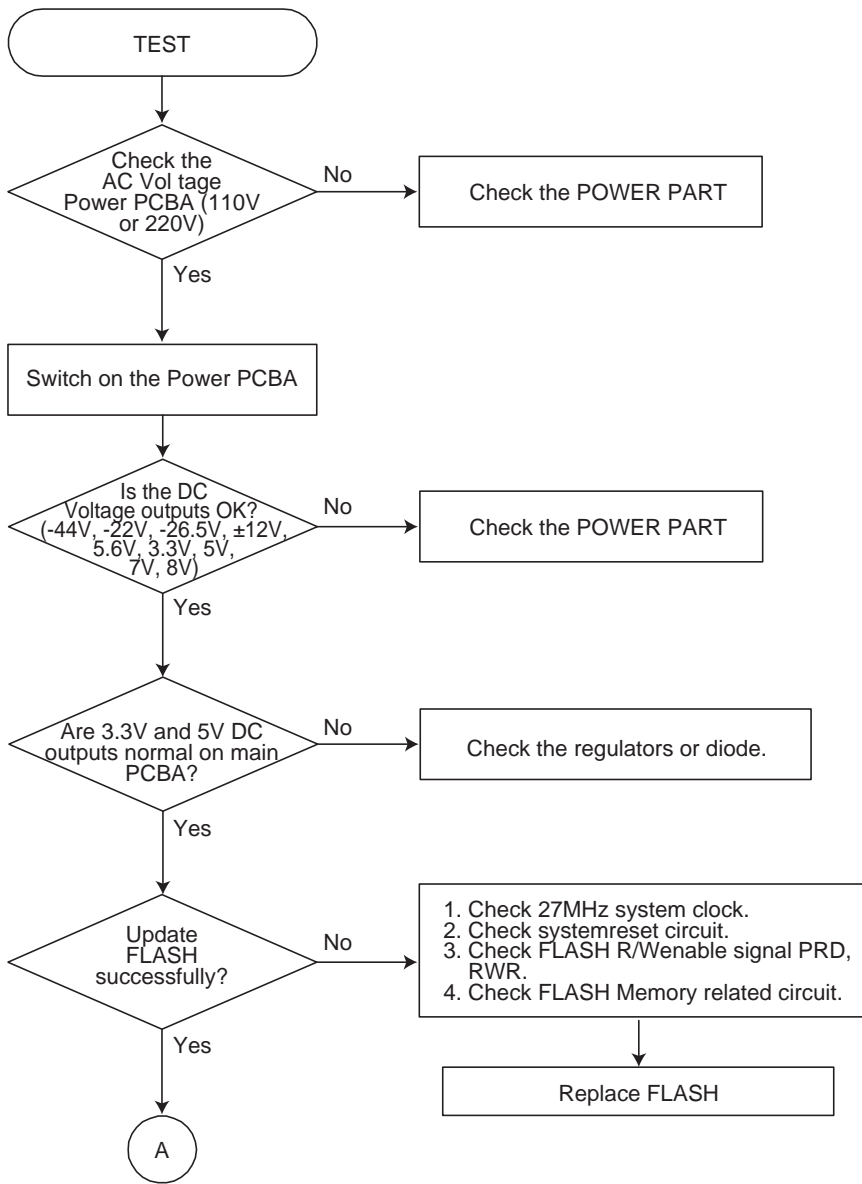 TEST
Check the
AC Vol tage
Power PCBA (110V
or 220V)
No
Check the POWER PART
Yes
Switch on the Power PCBA
Is the DC
Voltage outputs OK?
(-44V, -22V, -26.5V, ±12V,
5.6V, 3.3V, 5V,
7V, 8V)
No
Check the POWER PART
Yes
Are 3.3V and 5V DC
outputs normal on main
PCBA?
No
Check the regulators or diode.
Yes
Update
FLASH
successfully?
No
1. Check 27MHz system clock.
2. Check systemreset circuit.
3. Check FLASH R/Wenable signal PRD,
RWR.
4. Check FLASH Memory related circuit.
Yes
Replace FLASH
A